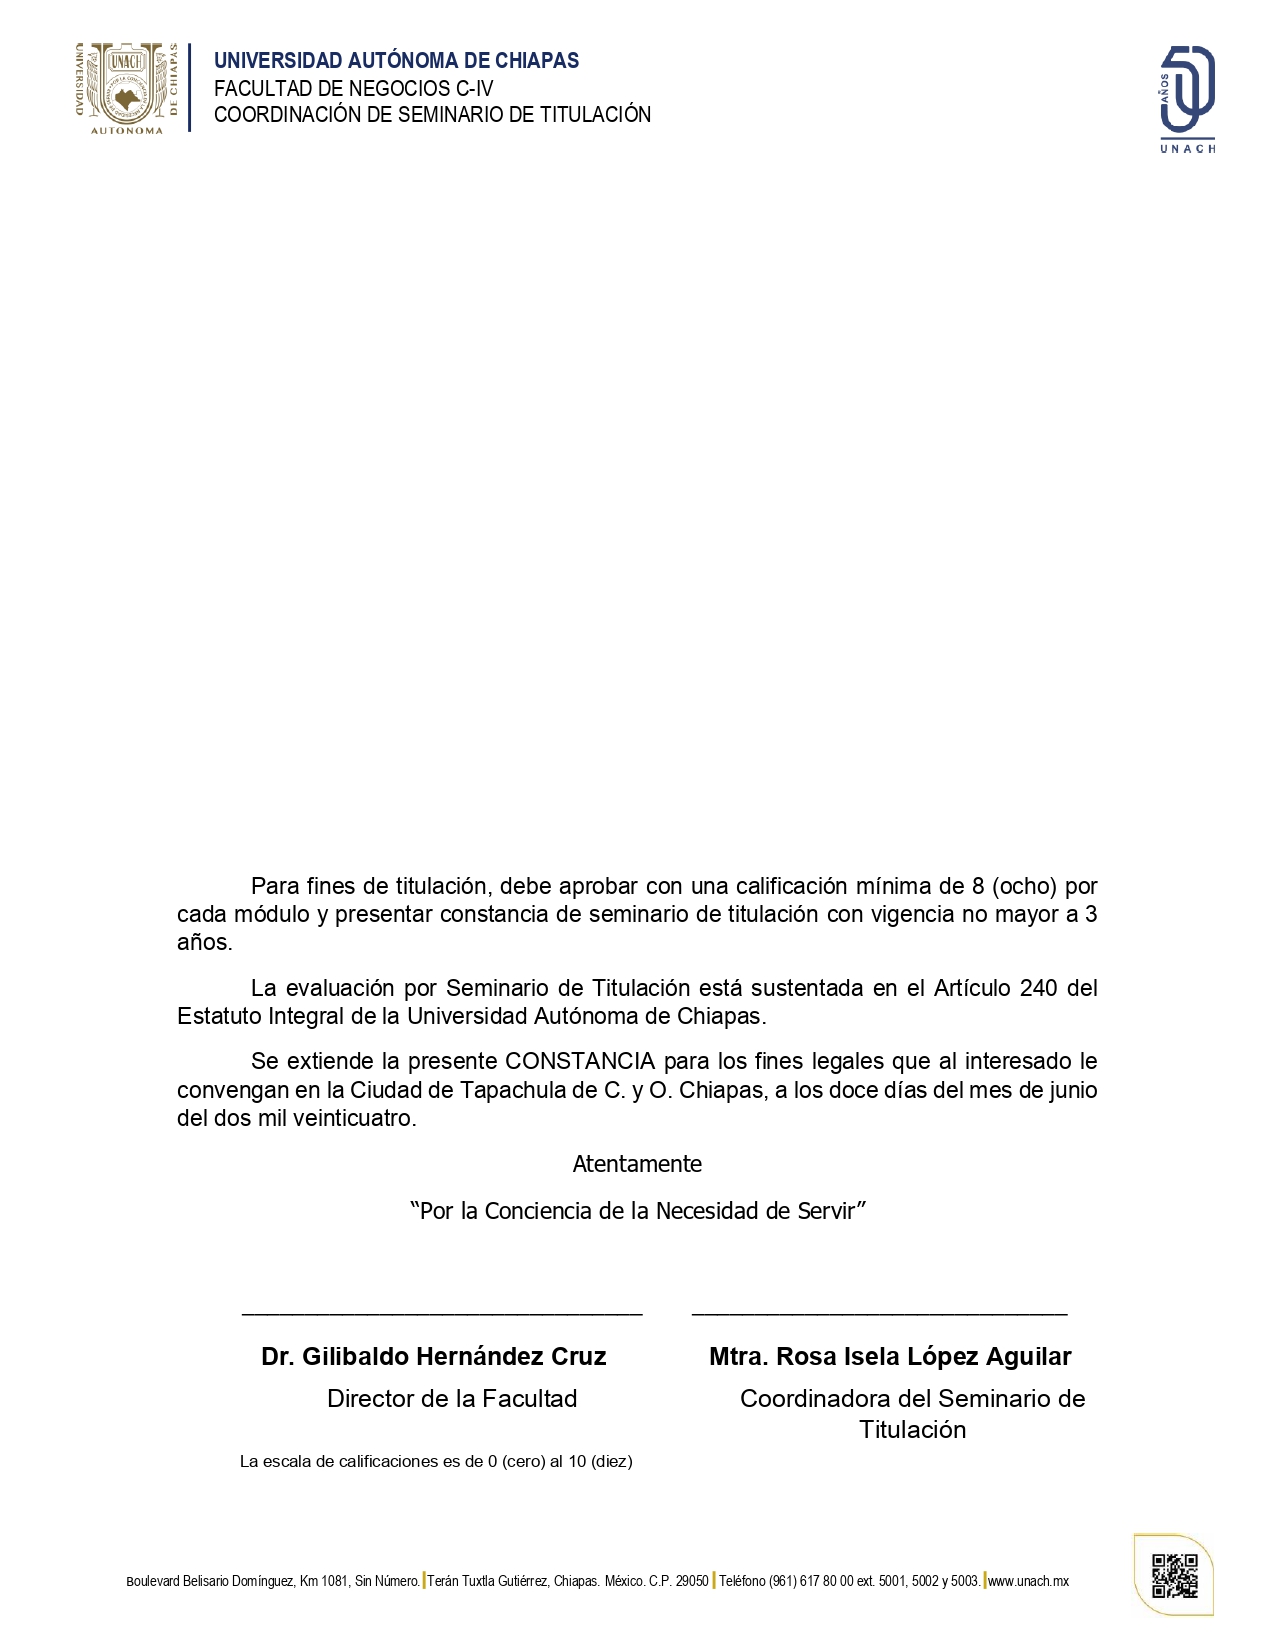 UNIVERSIDAD
UNACH
DE CHIAPAS
AUTONOMA
UNIVERSIDAD AUTÓNOMA DE CHIAPAS
FACULTAD DE NEGOCIOS C-IV
COORDINACIÓN DE SEMINARIO DE TITULACIÓN
50
AÑOS
UNACH
Para fines de titulación, debe aprobar con una calificación mínima de 8 (ocho) por
cada módulo y presentar constancia de seminario de titulación con vigencia no mayor a 3
años.
La evaluación por Seminario de Titulación está sustentada en el Artículo 240 del
Estatuto Integral de la Universidad Autónoma de Chiapas.
Se extiende la presente CONSTANCIA para los fines legales que al interesado le
convengan en la Ciudad de Tapachula de C. y O. Chiapas, a los doce días del mes de junio
del dos mil veinticuatro.
Atentamente
“Por la Conciencia de la Necesidad de Servir”
Dr. Gilibaldo Hernández Cruz
Mtra. Rosa Isela López Aguilar
Director de la Facultad
Coordinadora del Seminario de
Titulación
La escala de calificaciones es de 0 (cero) al 10 (diez)
Boulevard Belisario Domínguez, Km 1081, Sin Número. Terán Tuxtla Gutiérrez, Chiapas. México. C.P. 29050 Teléfono (961) 617 80 00 ext. 5001, 5002 y 5003. www.unach.mx